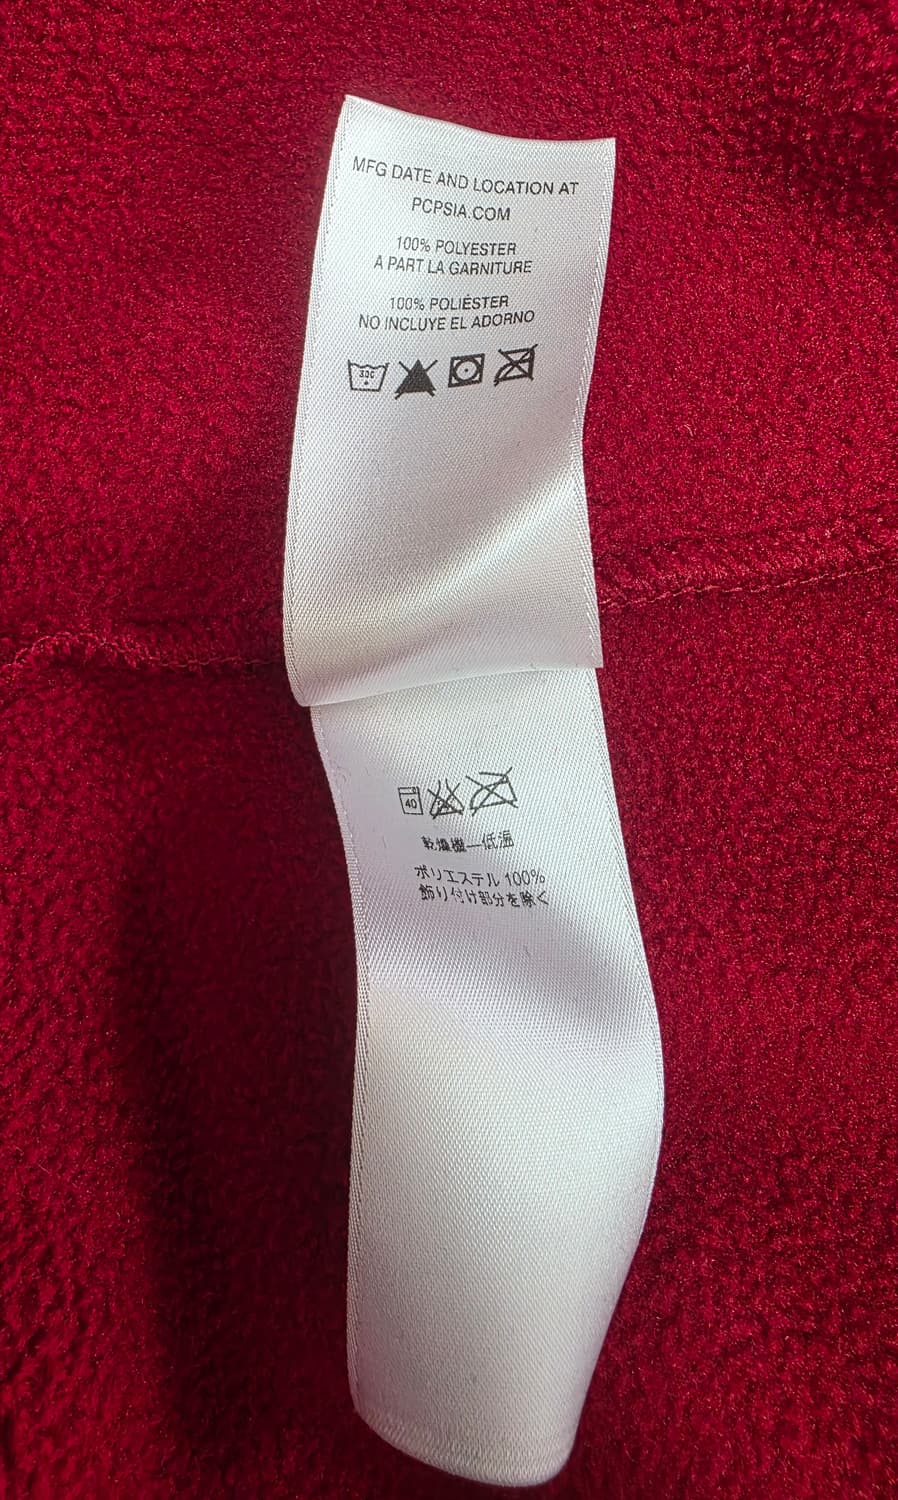 MFG DATE AND LOCATION AT
PCPSIA.COM
100% POLYESTER
A PART LA GARNITURE
100% POLIÉSTER
NO INCLUYE EL ADORNO
30C
40
乾燥機—低温
ポリエステル 100%
飾り付け部分を除く